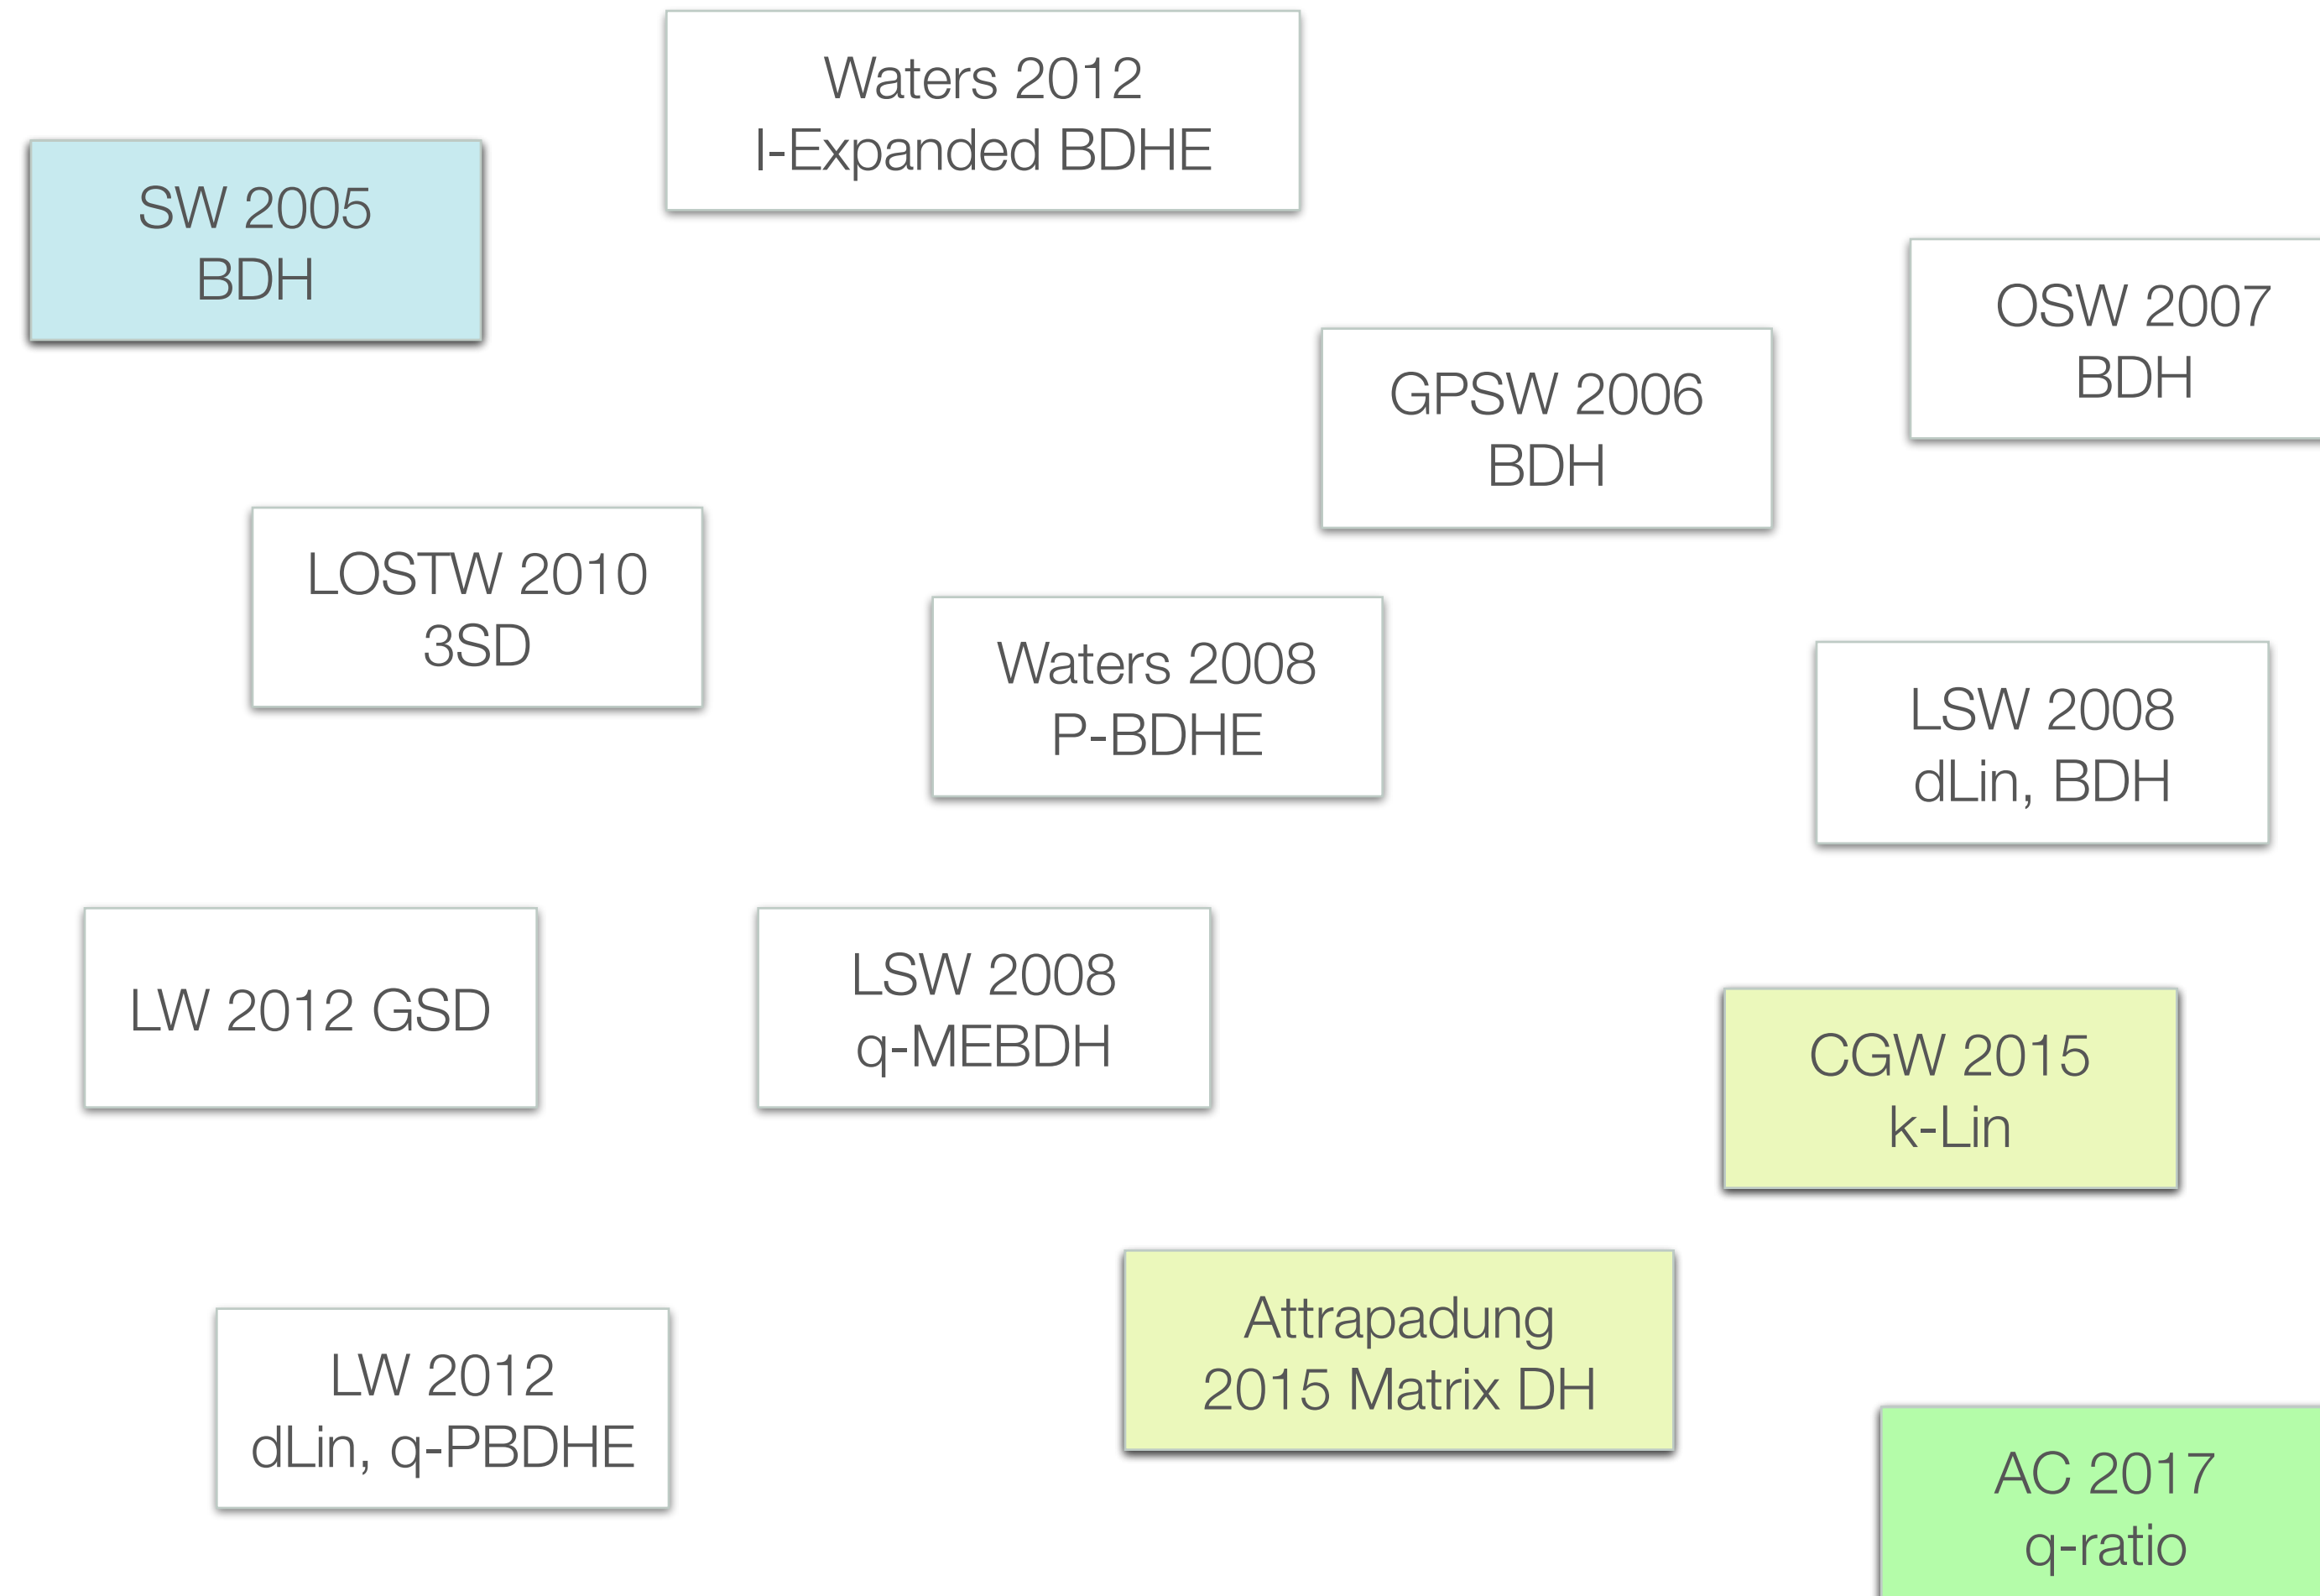 Waters 2012
l-Expanded BDHE
SW 2005
BDH
OSW 2007
BDH
GPSW 2006
BDH
LOSTW 2010
3SD
Waters 2008
P-BDHE
LSW 2008
dLin, BDH
LW 2012 GSD
LSW 2008
q-MEBDH
CGW 2015
k-Lin
Attrapadung
2015 Matrix DH
LW 2012
dLin, q-PBDHE
AC 2017
q-ratio